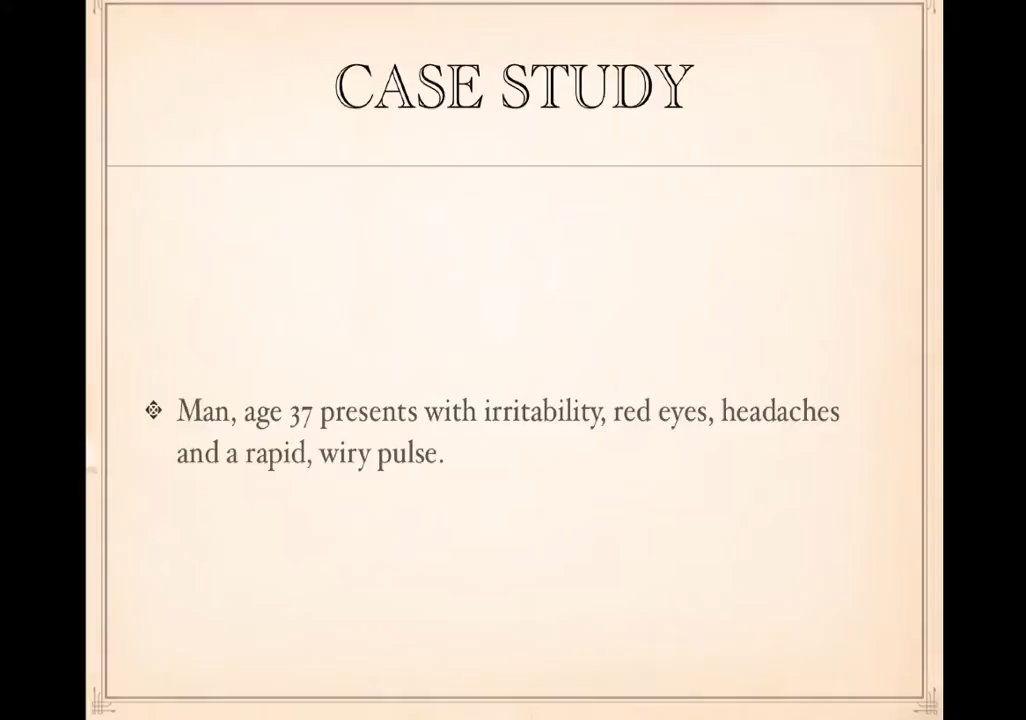 CASE STUDY
Man, age 37 presents with irritability, red eyes, headaches
and a rapid, wiry pulse.